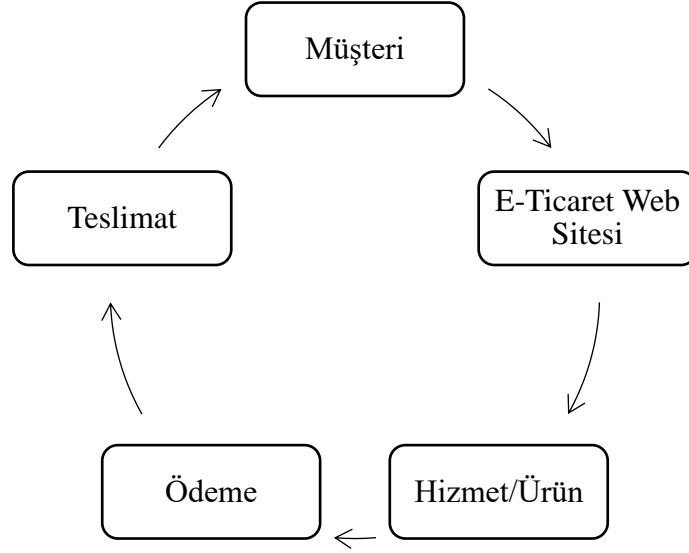 Müşteri
E-Ticaret Web
Sitesi
Hizmet/Ürün
Ödeme
Teslimat